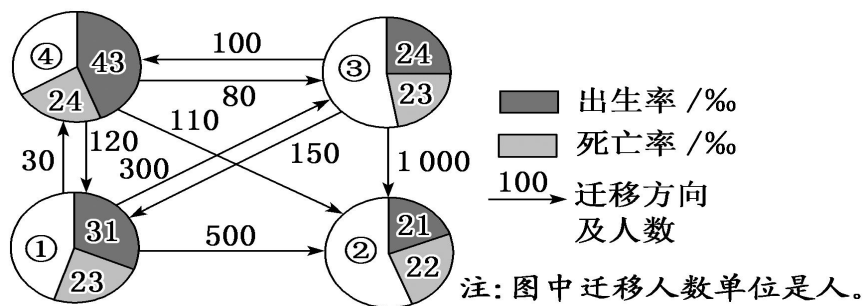 ④ 43 24
100
80
③ 24 23
110
120
30
300
150
1 000
① 31 23
500
② 21 22
出生率/‰
死亡率/‰
100 迁移方向
及人数
注:图中迁移人数单位是人。